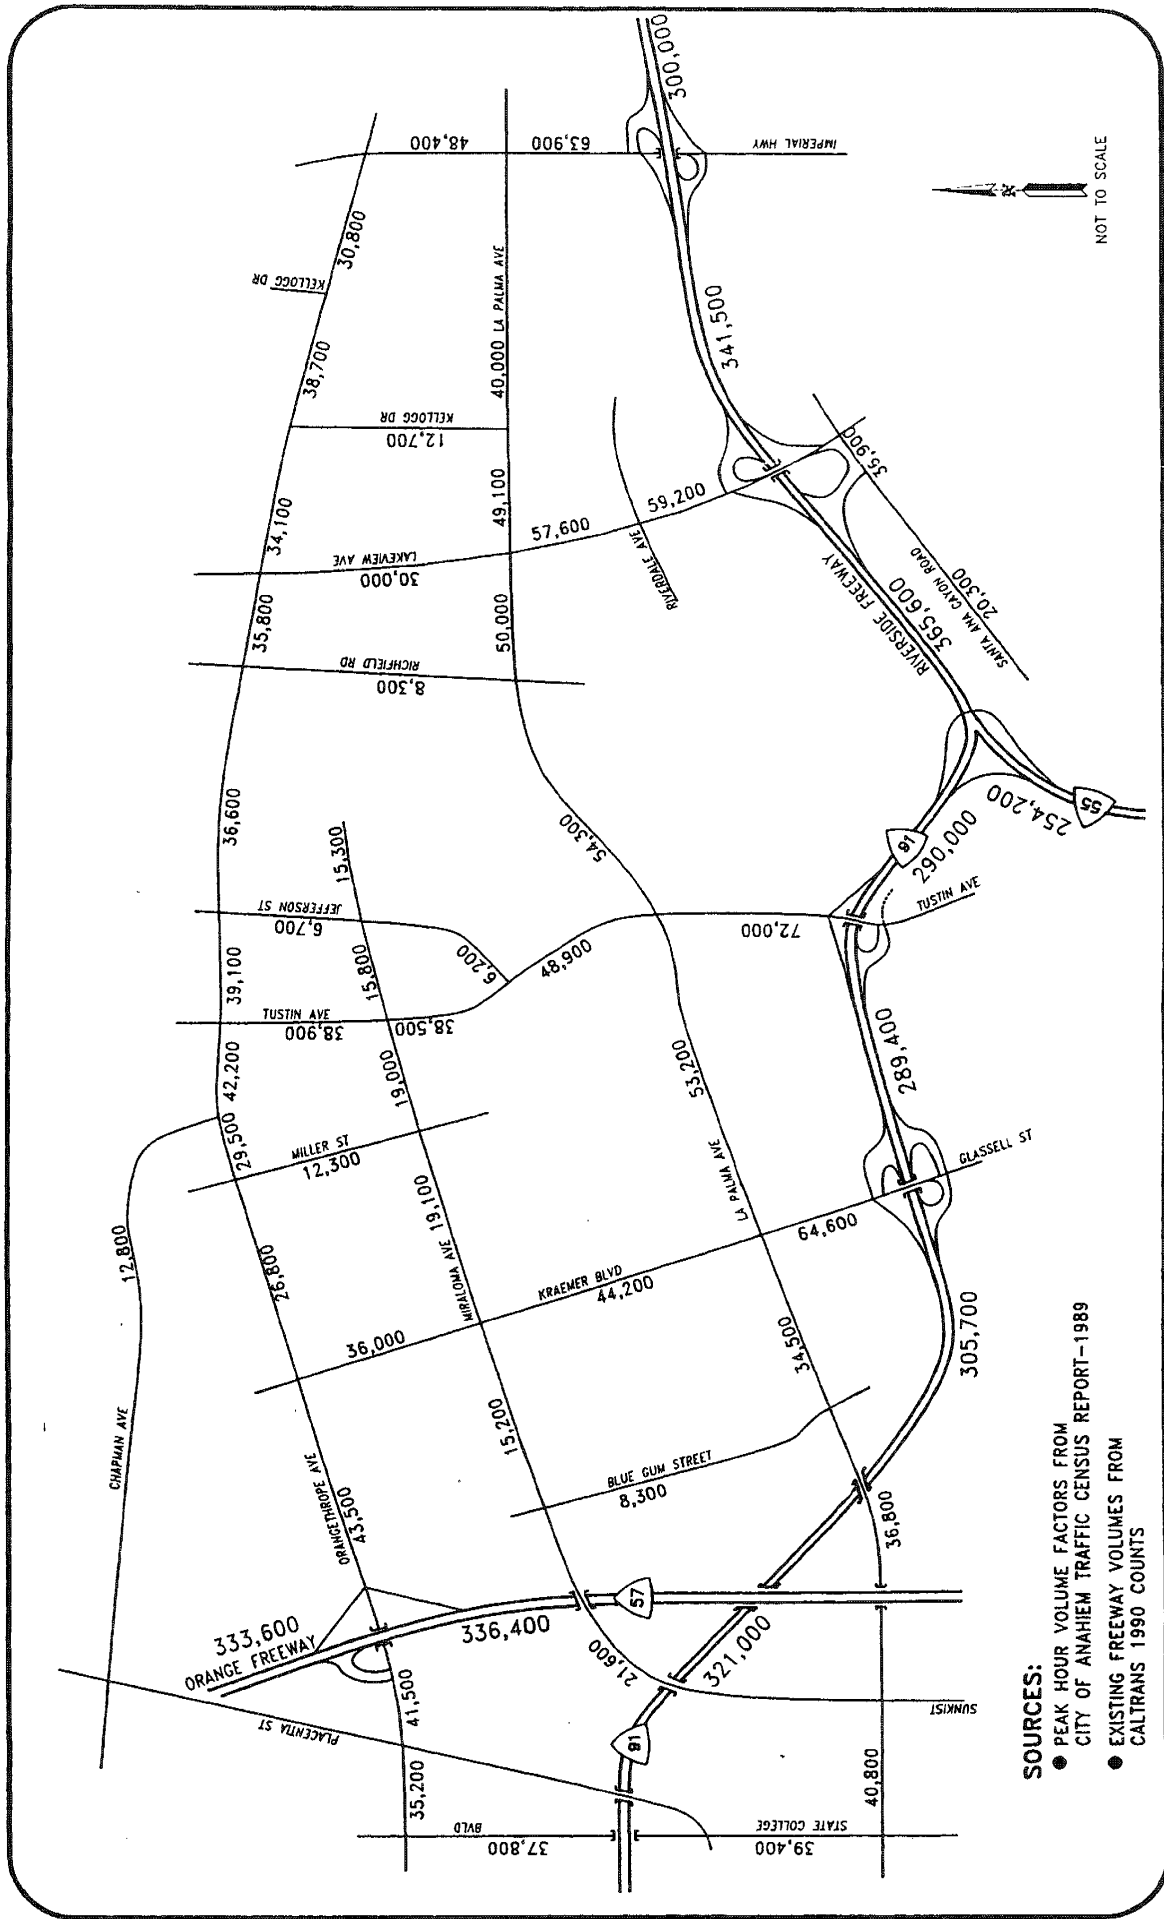 CHAPMAN AVE
12,800
333,600
ORANGE FREEWAY
PLACENTIA ST
35,200
41,500
ORANGETHROPE AVE
43,500
26,800
29,500
42,200
39,100
36,600
35,800
34,100
38,700
30,800
KELLOGG DR
48,400
63,900
IMPERIAL HWY
300,000
MILLER ST
12,300
TUSTIN AVE
38,900
38,500
JEFFERSON ST
6,700
6,200
48,900
72,000
RICHFIELD RD
8,300
LAKEVIEW AVE
30,000
57,600
59,200
KELLOGG DR
12,700
336,400
57
21,600
15,200
MIRALOMA AVE
19,100
19,000
15,800
15,300
36,000
KRAEMER BLVD
44,200
64,600
GLASSELL ST
BLUE GUM STREET
8,300
40,800
36,800
34,500
LA PALMA AVE
53,200
54,300
50,000
49,100
40,000
LA PALMA AVE
RIVERDALE AVE
BVLD
37,800
STATE COLLEGE
39,400
91
321,000
SUNKIST
305,700
289,400
TUSTIN AVE
91
290,000
254,200
55
RIVERSIDE FREEWAY
365,600
SANTA ANA CAYON ROAD
20,300
35,900
341,500
NOT TO SCALE
SOURCES:
● PEAK HOUR VOLUME FACTORS FROM
CITY OF ANAHIEM TRAFFIC CENSUS REPORT-1989
● EXISTING FREEWAY VOLUMES FROM
CALTRANS 1990 COUNTS